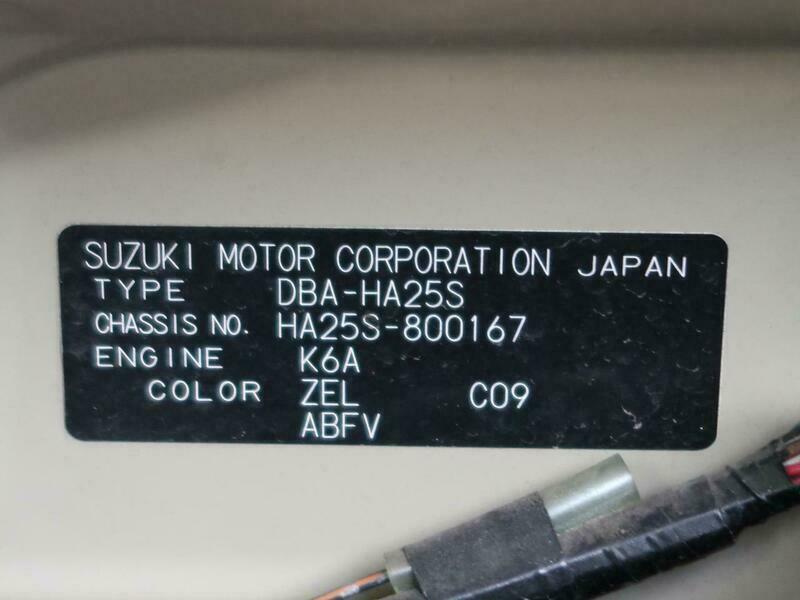 SUZUKI MOTOR CORPORATION JAPAN
TYPE DBA-HA25S
CHASSIS NO. HA25S-800167
ENGINE K6A
COLOR ZEL C09
ABFV